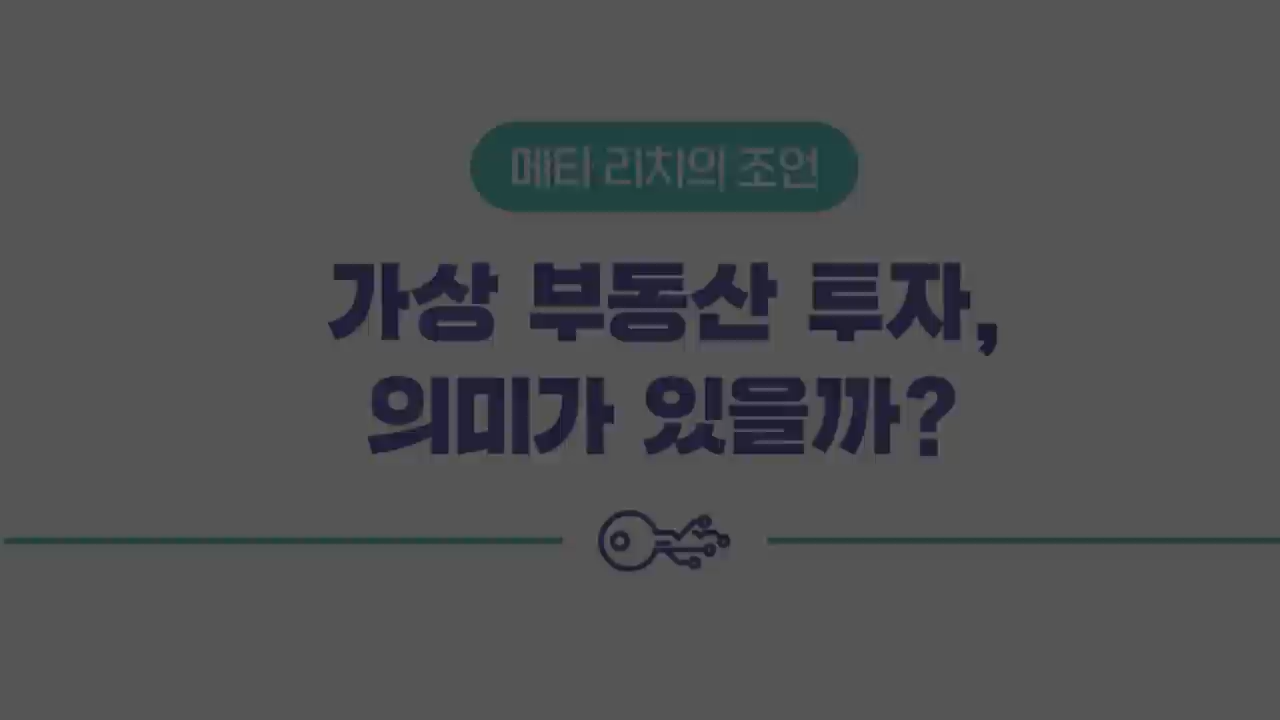 메타 리치의 조언
가상 부동산 투자,
의미가 있을까?